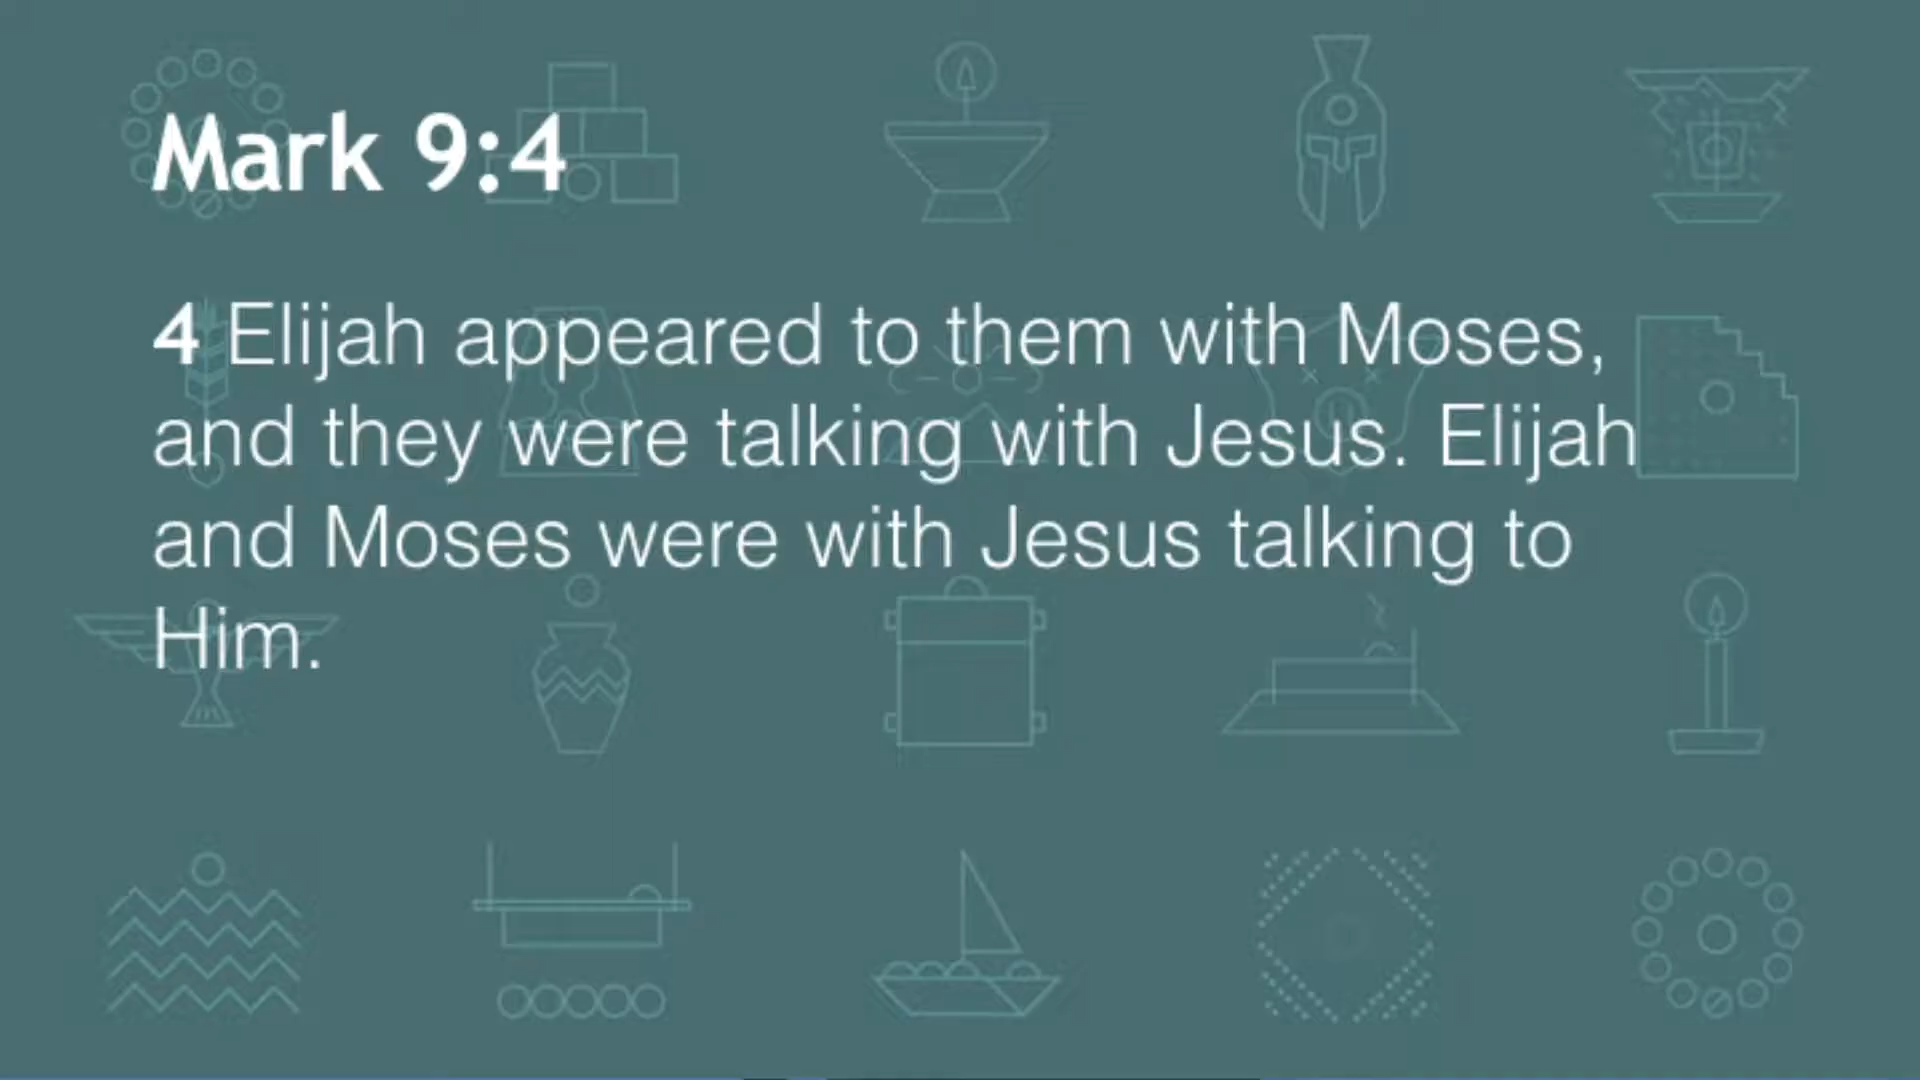 Mark 9:4
4 Elijah appeared to them with Moses,
and they were talking with Jesus. Elijah
and Moses were with Jesus talking to
Him.